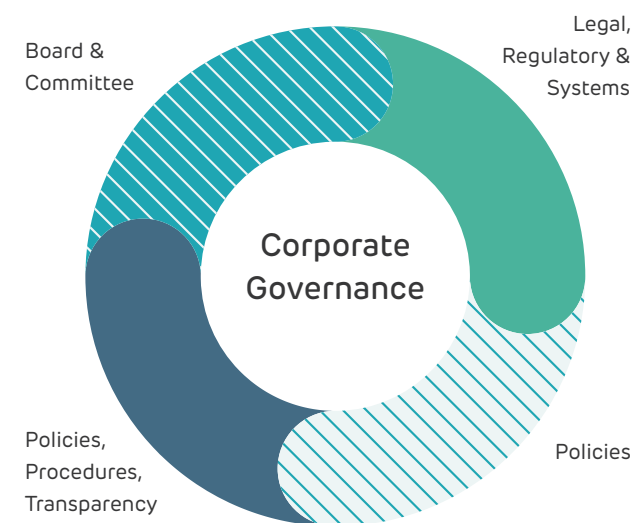 Board &
Committee
Legal,
Regulatory &
Systems
Corporate
Governance
Policies,
Procedures,
Transparency
Policies